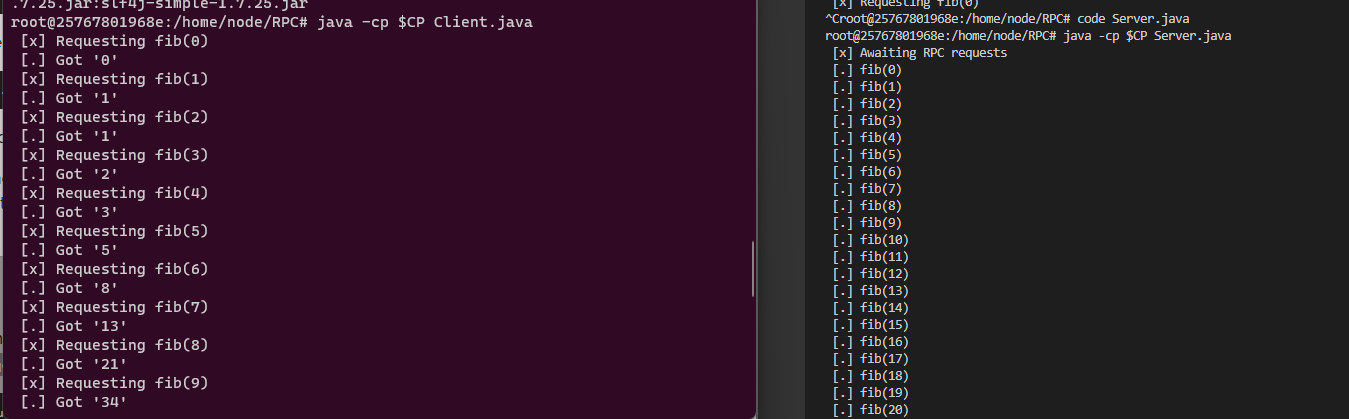 .7.25.jar:slf4j-simple-1.7.25.jar
root@25767801968e:/home/node/RPC# java -cp $CP Client.java
[x] Requesting fib(0)
[.] Got '0'
[x] Requesting fib(1)
[.] Got '1'
[x] Requesting fib(2)
[.] Got '1'
[x] Requesting fib(3)
[.] Got '2'
[x] Requesting fib(4)
[.] Got '3'
[x] Requesting fib(5)
[.] Got '5'
[x] Requesting fib(6)
[.] Got '8'
[x] Requesting fib(7)
[.] Got '13'
[x] Requesting fib(8)
[.] Got '21'
[x] Requesting fib(9)
[.] Got '34'
[x] Requesting fib(0)
^Croot@25767801968e:/home/node/RPC# code Server.java
root@25767801968e:/home/node/RPC# java -cp $CP Server.java
[x] Awaiting RPC requests
[.] fib(0)
[.] fib(1)
[.] fib(2)
[.] fib(3)
[.] fib(4)
[.] fib(5)
[.] fib(6)
[.] fib(7)
[.] fib(8)
[.] fib(9)
[.] fib(10)
[.] fib(11)
[.] fib(12)
[.] fib(13)
[.] fib(14)
[.] fib(15)
[.] fib(16)
[.] fib(17)
[.] fib(18)
[.] fib(19)
[.] fib(20)